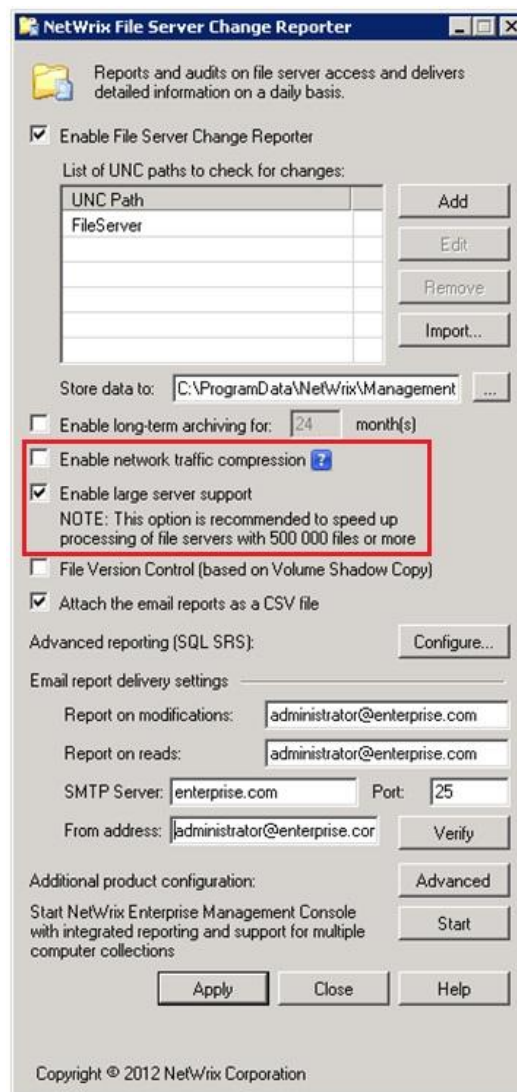 NetWrix File Server Change Reporter
Reports and audits on file server access and delivers
detailed information on a daily basis.
Enable File Server Change Reporter
List of UNC paths to check for changes:
UNC Path
Add
FileServer
Edit
Remove
Import...
Store data to: C:\ProgramData\NetWrix\Management ...
Enable long-term archiving for: 24 month(s)
Enable network traffic compression ?
Enable large server support
NOTE: This option is recommended to speed up
processing of file servers with 500 000 files or more
File Version Control (based on Volume Shadow Copy)
Attach the email reports as a CSV file
Advanced reporting (SQL SRS): Configure...
Email report delivery settings
Report on modifications: administrator@enterprise.com
Report on reads: administrator@enterprise.com
SMTP Server: enterprise.com Port: 25
From address: administrator@enterprise.cor Verify
Additional product configuration: Advanced
Start NetWrix Enterprise Management Console
with integrated reporting and support for multiple
computer collections
Start
Apply Close Help
Copyright © 2012 NetWrix Corporation